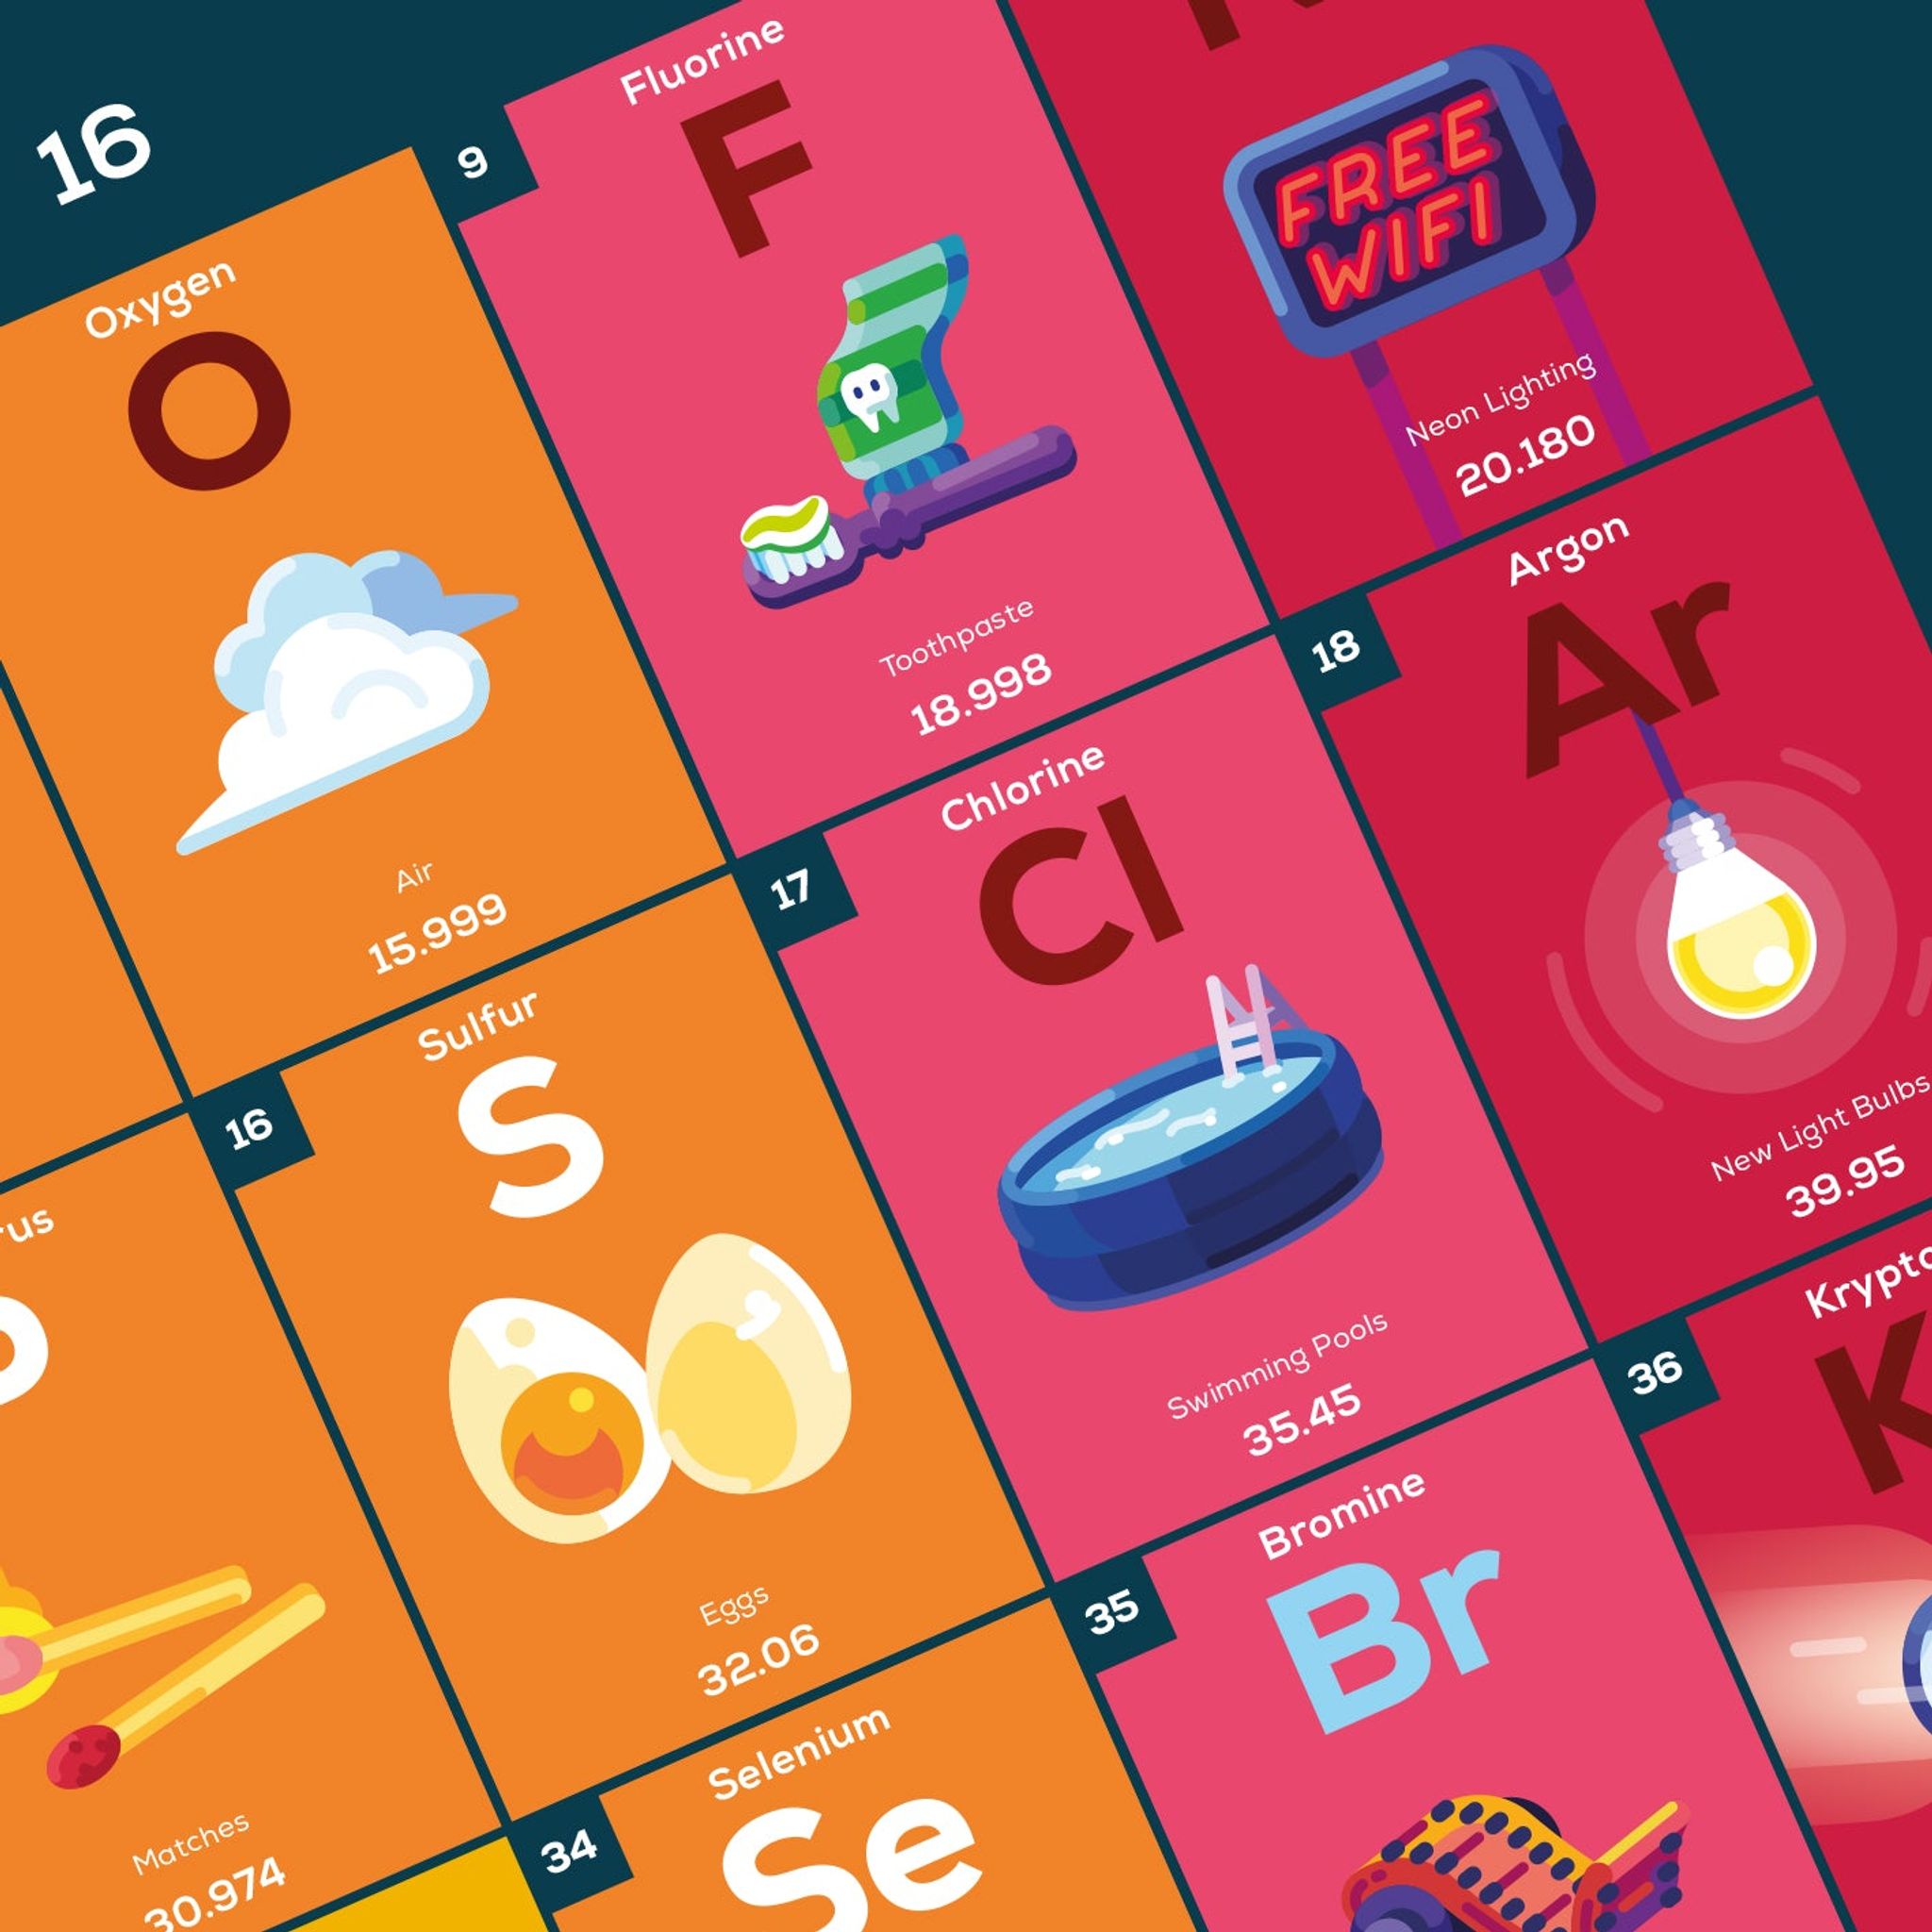 16
Oxygen
O
Air
15.999
9
Fluorine
F
Toothpaste
18.998
FREE
WIFI
Neon Lighting
20.180
Matches
30.974
16
Sulfur
S
Eggs
32.06
17
Chlorine
Cl
Swimming Pools
35.45
18
Argon
Ar
New Light Bulbs
39.95
34
Selenium
Se
35
Bromine
Br
36
Krypto
K